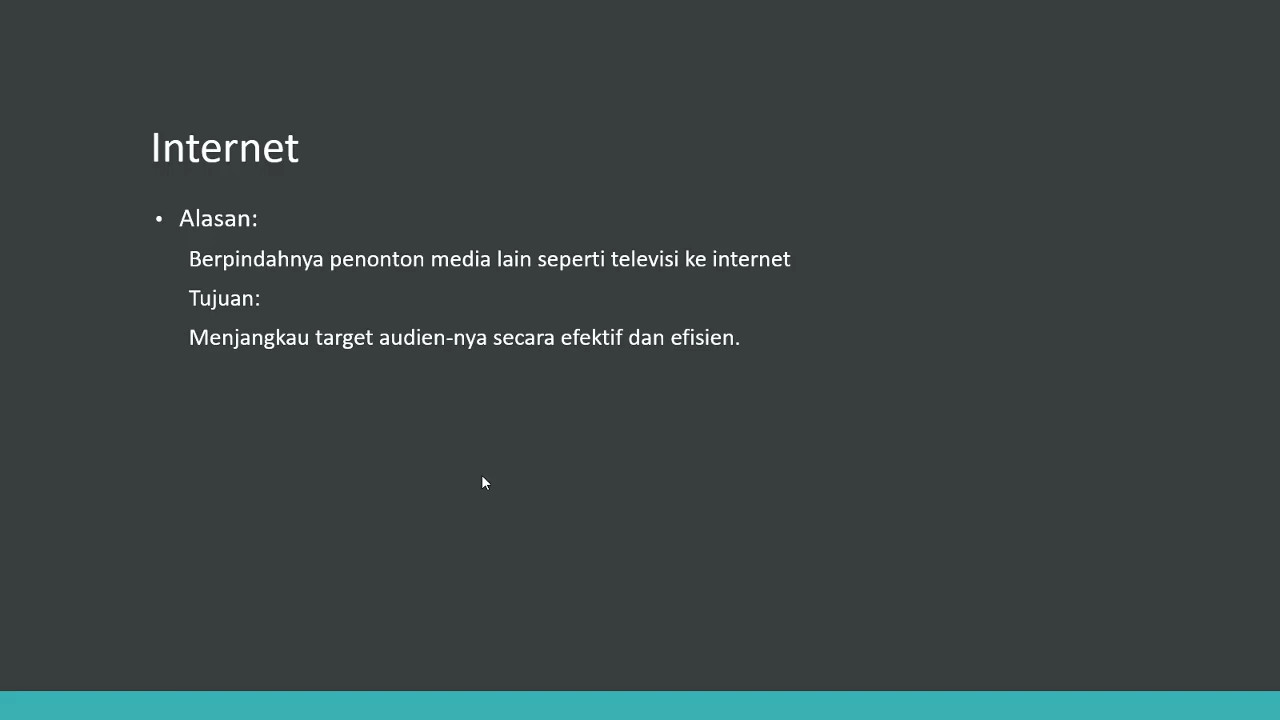 Internet
• Alasan:
Berpindahnya penonton media lain seperti televisi ke internet
Tujuan:
Menjangkau target audien-nya secara efektif dan efisien.